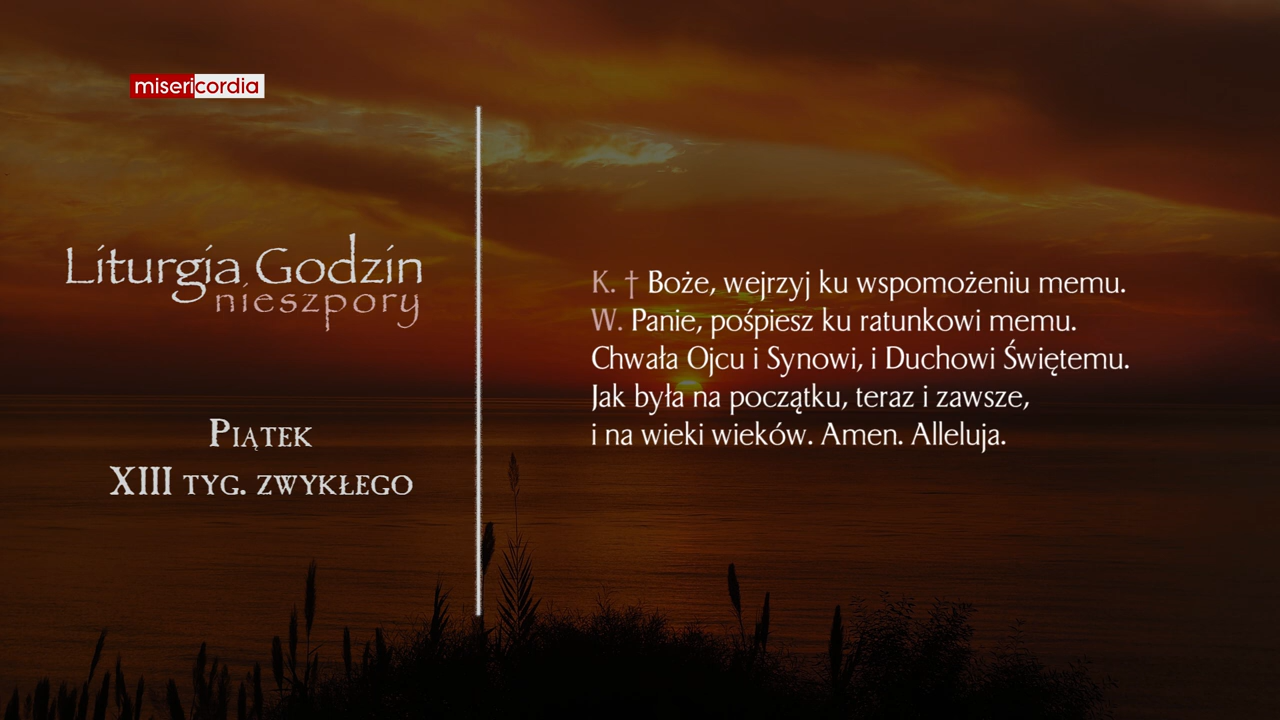 misericordia
Liturgia Godzin
nieszpory
Piątek
XIII tyg. zwykłego
K. † Boże, wejrzyj ku wspomożeniu memu.
W. Panie, pośpiesz ku ratunkowi memu.
Chwała Ojcu i Synowi, i Duchowi Świętemu.
Jak była na początku, teraz i zawsze,
i na wieki wieków. Amen. Alleluja.